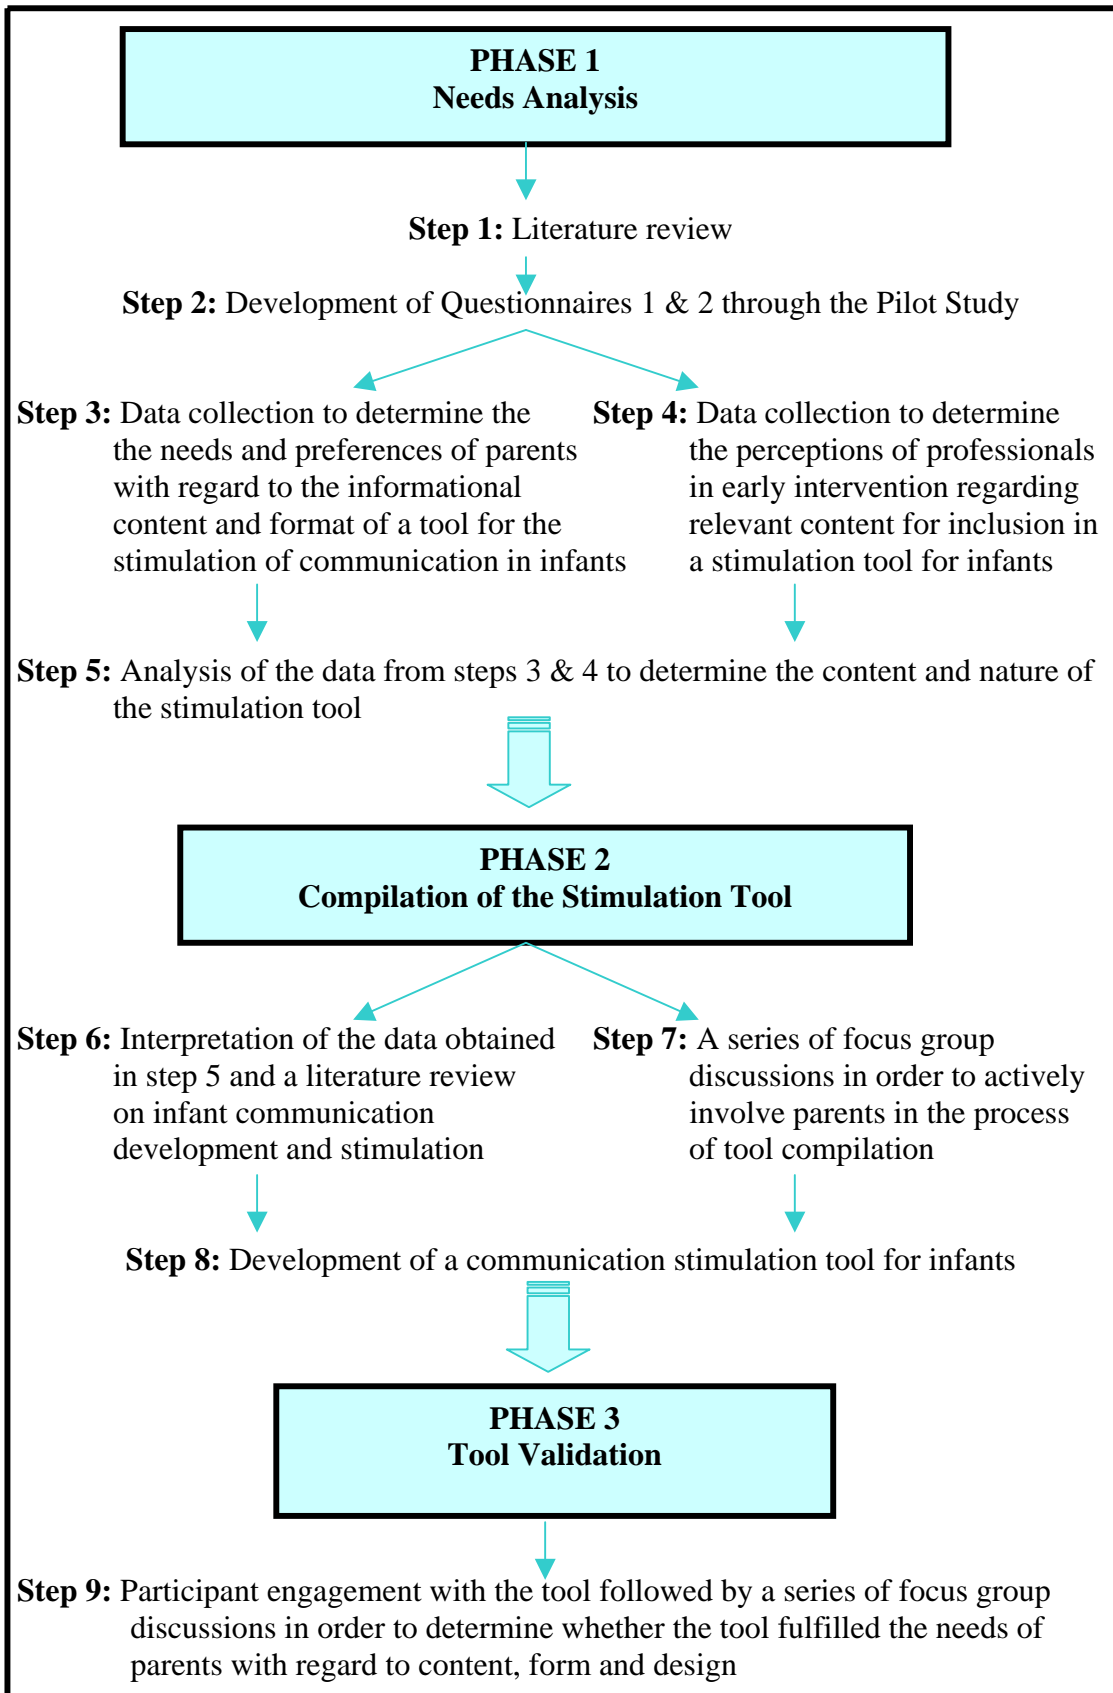 PHASE 1
Needs Analysis
Step 1: Literature review
Step 2: Development of Questionnaires 1 & 2 through the Pilot Study
Step 3: Data collection to determine the
the needs and preferences of parents
with regard to the informational
content and format of a tool for the
stimulation of communication in infants
Step 4: Data collection to determine
the perceptions of professionals
in early intervention regarding
relevant content for inclusion in
a stimulation tool for infants
Step 5: Analysis of the data from steps 3 & 4 to determine the content and nature of
the stimulation tool
PHASE 2
Compilation of the Stimulation Tool
Step 6: Interpretation of the data obtained
in step 5 and a literature review
on infant communication
development and stimulation
Step 7: A series of focus group
discussions in order to actively
involve parents in the process
of tool compilation
Step 8: Development of a communication stimulation tool for infants
PHASE 3
Tool Validation
Step 9: Participant engagement with the tool followed by a series of focus group
discussions in order to determine whether the tool fulfilled the needs of
parents with regard to content, form and design